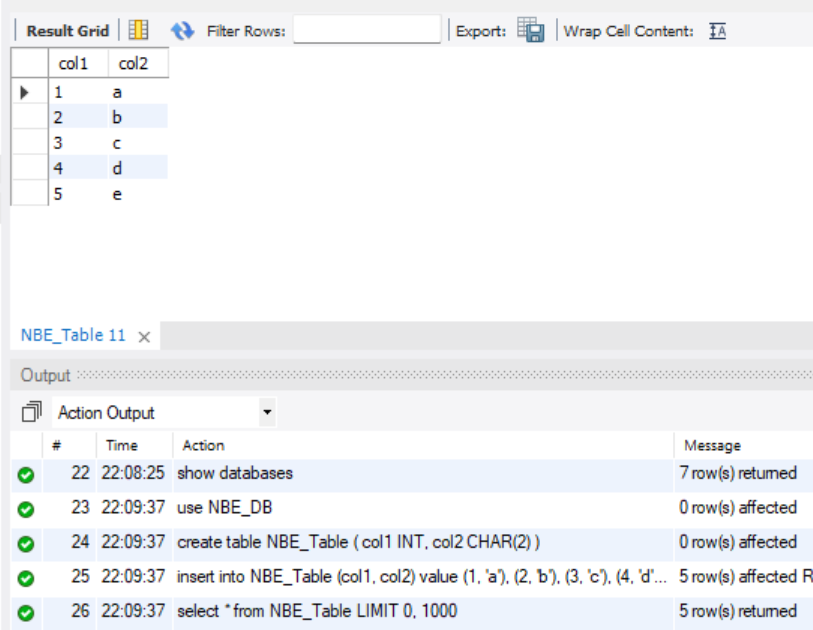 Result Grid Filter Rows: Export: Wrap Cell Content: IA
col1 col2
1 a
2 b
3 c
4 d
5 e
NBE_Table 11
Output
Action Output
# Time Action Message
22 22:08:25 show databases 7 row(s) returned
23 22:09:37 use NBE_DB 0 row(s) affected
24 22:09:37 create table NBE_Table ( col1 INT, col2 CHAR(2) ) 0 row(s) affected
25 22:09:37 insert into NBE_Table (col1, col2) value (1, 'a'), (2, 'b'), (3, 'c'), (4, 'd'... 5 row(s) affected R
26 22:09:37 select * from NBE_Table LIMIT 0, 1000 5 row(s) returned